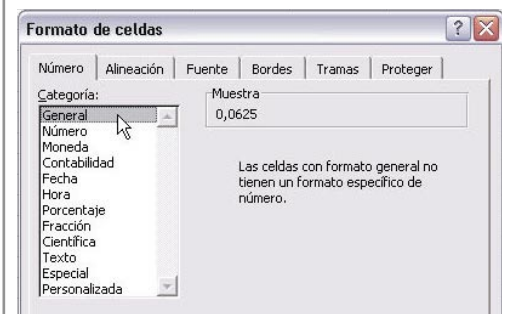 Formato de celdas
Número Alineación Fuente Bordes Tramas Proteger
Categoría:
General
Número
Moneda
Contabilidad
Fecha
Hora
Porcentaje
Fracción
Científica
Texto
Especial
Personalizada
Muestra
0,0625
Las celdas con formato general no
tienen un formato específico de
número.